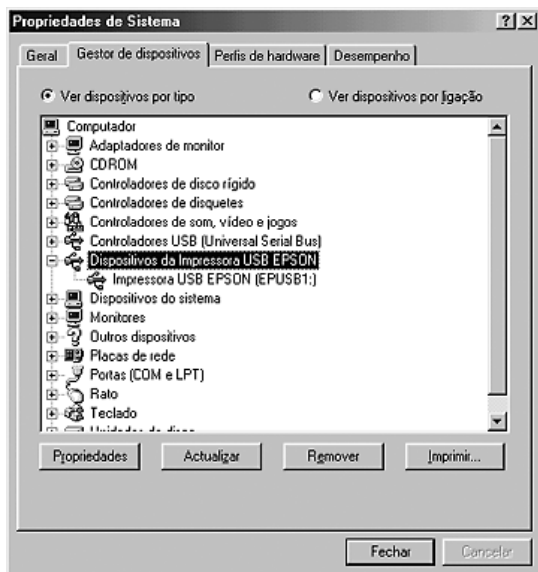 Propriedades de Sistema
Geral Gestor de dispositivos Perfis de hardware Desempenho
Ver dispositivos por tipo Ver dispositivos por ligação
Computador
Adaptadores de monitor
CDROM
Controladores de disco rígido
Controladores de disquetes
Controladores de som, vídeo e jogos
Controladores USB (Universal Serial Bus)
Dispositivos da Impressora USB EPSON
Impressora USB EPSON (EPUSB1:)
Dispositivos do sistema
Monitores
Outros dispositivos
Placas de rede
Portas (COM e LPT)
Rato
Teclado
Unidades de disco
Propriedades Actualizar Remover Imprimir...
Fechar Cancelar